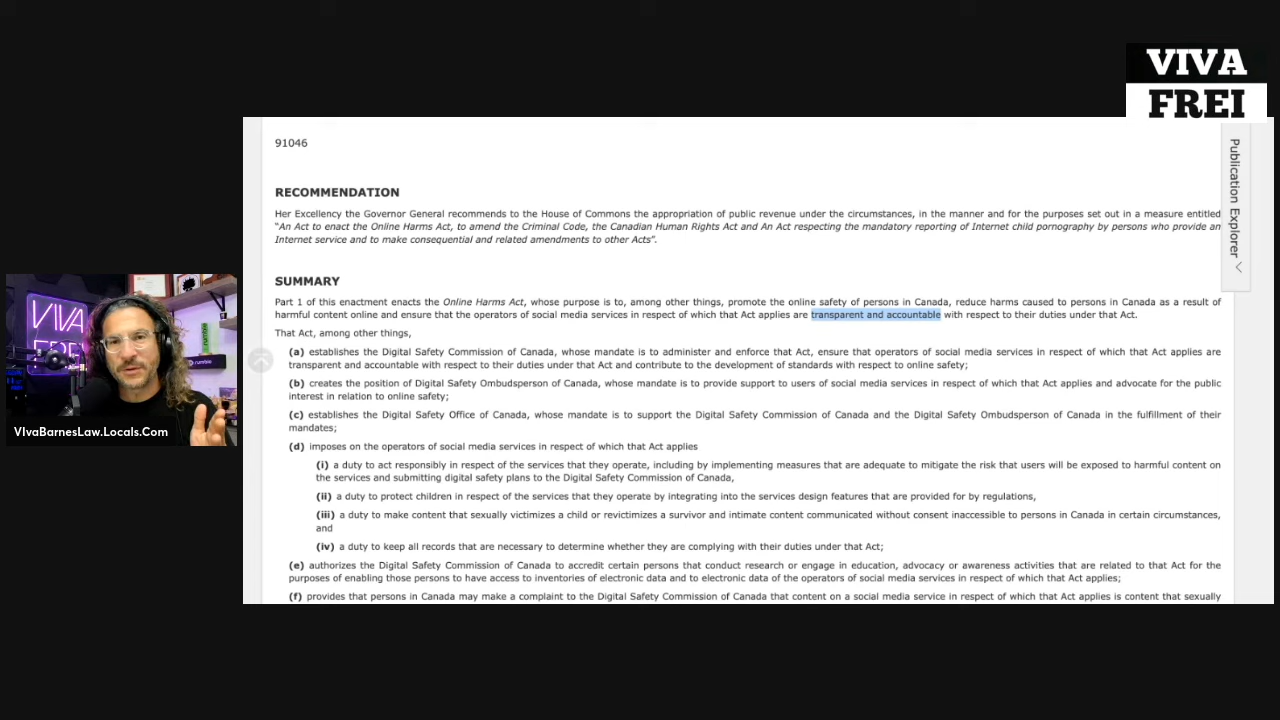 VIVA
FREI
91046
RECOMMENDATION
Her Excellency the Governor General recommends to the House of Commons the appropriation of public revenue under the circumstances, in the manner and for the purposes set out in a measure entitled
“An Act to enact the Online Harms Act, to amend the Criminal Code, the Canadian Human Rights Act and An Act respecting the mandatory reporting of Internet child pornography by persons who provide an
Internet service and to make consequential and related amendments to other Acts”.
SUMMARY
Part 1 of this enactment enacts the Online Harms Act, whose purpose is to, among other things, promote the online safety of persons in Canada, reduce harms caused to persons in Canada as a result of
harmful content online and ensure that the operators of social media services in respect of which that Act applies are transparent and accountable with respect to their duties under that Act.
That Act, among other things,
(a) establishes the Digital Safety Commission of Canada, whose mandate is to administer and enforce that Act, ensure that operators of social media services in respect of which that Act applies are
transparent and accountable with respect to their duties under that Act and contribute to the development of standards with respect to online safety;
(b) creates the position of Digital Safety Ombudsperson of Canada, whose mandate is to provide support to users of social media services in respect of which that Act applies and advocate for the public
interest in relation to online safety;
(c) establishes the Digital Safety Office of Canada, whose mandate is to support the Digital Safety Commission of Canada and the Digital Safety Ombudsperson of Canada in the fulfillment of their
mandates;
(d) imposes on the operators of social media services in respect of which that Act applies
(i) a duty to act responsibly in respect of the services that they operate, including by implementing measures that are adequate to mitigate the risk that users will be exposed to harmful content on
the services and submitting digital safety plans to the Digital Safety Commission of Canada,
(ii) a duty to protect children in respect of the services that they operate by integrating into the services design features that are provided for by regulations,
(iii) a duty to make content that sexually victimizes a child or revictimizes a survivor and intimate content communicated without consent inaccessible to persons in Canada in certain circumstances,
and
(iv) a duty to keep all records that are necessary to determine whether they are complying with their duties under that Act;
(e) authorizes the Digital Safety Commission of Canada to accredit certain persons that conduct research or engage in education, advocacy or awareness activities that are related to that Act for the
purposes of enabling those persons to have access to inventories of electronic data and to electronic data of the operators of social media services in respect of which that Act applies;
(f) provides that persons in Canada may make a complaint to the Digital Safety Commission of Canada that content on a social media service in respect of which that Act applies is content that sexually
Publication Explorer
VIVA
FREI
rumble
VIvaBarnesLaw.Locals.Com